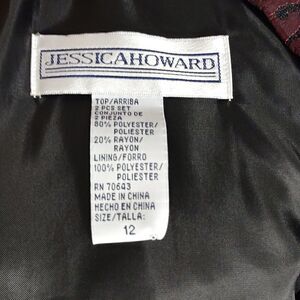 JESSICAHOWARD
TOP/ARRIBA
2 PCS SET
CONJUNTO DE
2 PIEZA
80% POLYESTER/
POLIESTER
20% RAYON/
RAYON
LINING/FORRO
100% POLYESTER/
POLIESTER
RN 70643
MADE IN CHINA
HECHO EN CHINA
SIZE/TALLA:
12